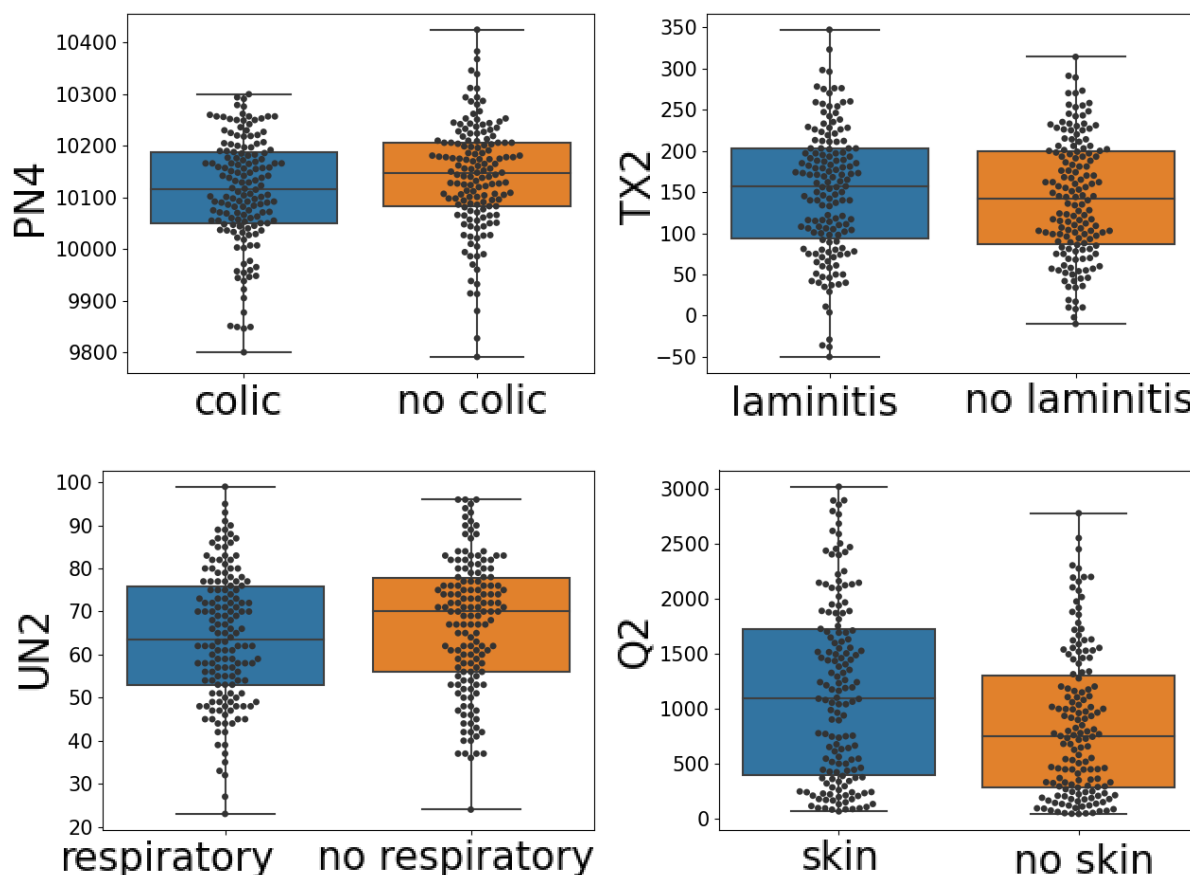 PN4
10400
10300
10200
10100
10000
9900
9800
colic
no colic
TX2
350
300
250
200
150
100
50
0
−50
laminitis
no laminitis
UN2
100
90
80
70
60
50
40
30
20
respiratory
no respiratory
Q2
3000
2500
2000
1500
1000
500
0
skin
no skin